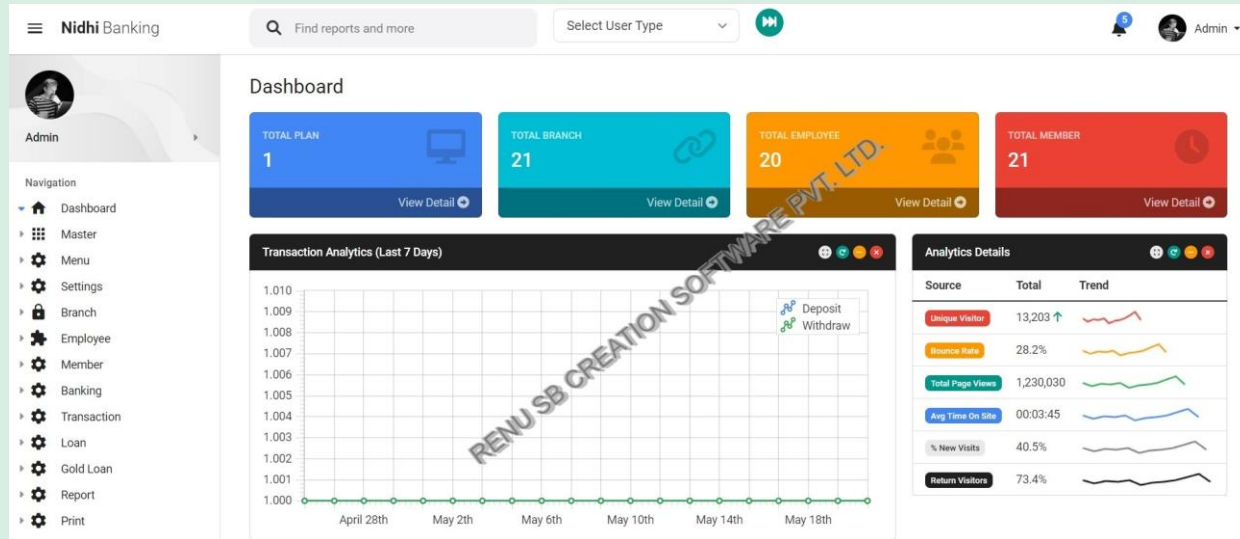 Nidhi Banking
Find reports and more
Select User Type
5
Admin
Admin
Navigation
Dashboard
Master
Menu
Settings
Branch
Employee
Member
Banking
Transaction
Loan
Gold Loan
Report
Print
Dashboard
TOTAL PLAN
1
View Detail
TOTAL BRANCH
21
View Detail
TOTAL EMPLOYEE
20
View Detail
TOTAL MEMBER
21
View Detail
Transaction Analytics (Last 7 Days)
1.010
1.009
1.008
1.007
1.006
1.005
1.004
1.003
1.002
1.001
1.000
Deposit
Withdraw
April 28th May 2th May 6th May 10th May 14th May 18th
Analytics Details
Source Total Trend
Unique Visitor 13,203
Bounce Rate 28.2%
Total Page Views 1,230,030
Avg Time On Site 00:03:45
% New Visits 40.5%
Return Visitors 73.4%
RENU SB CREATION SOFTWARE PVT. LTD.